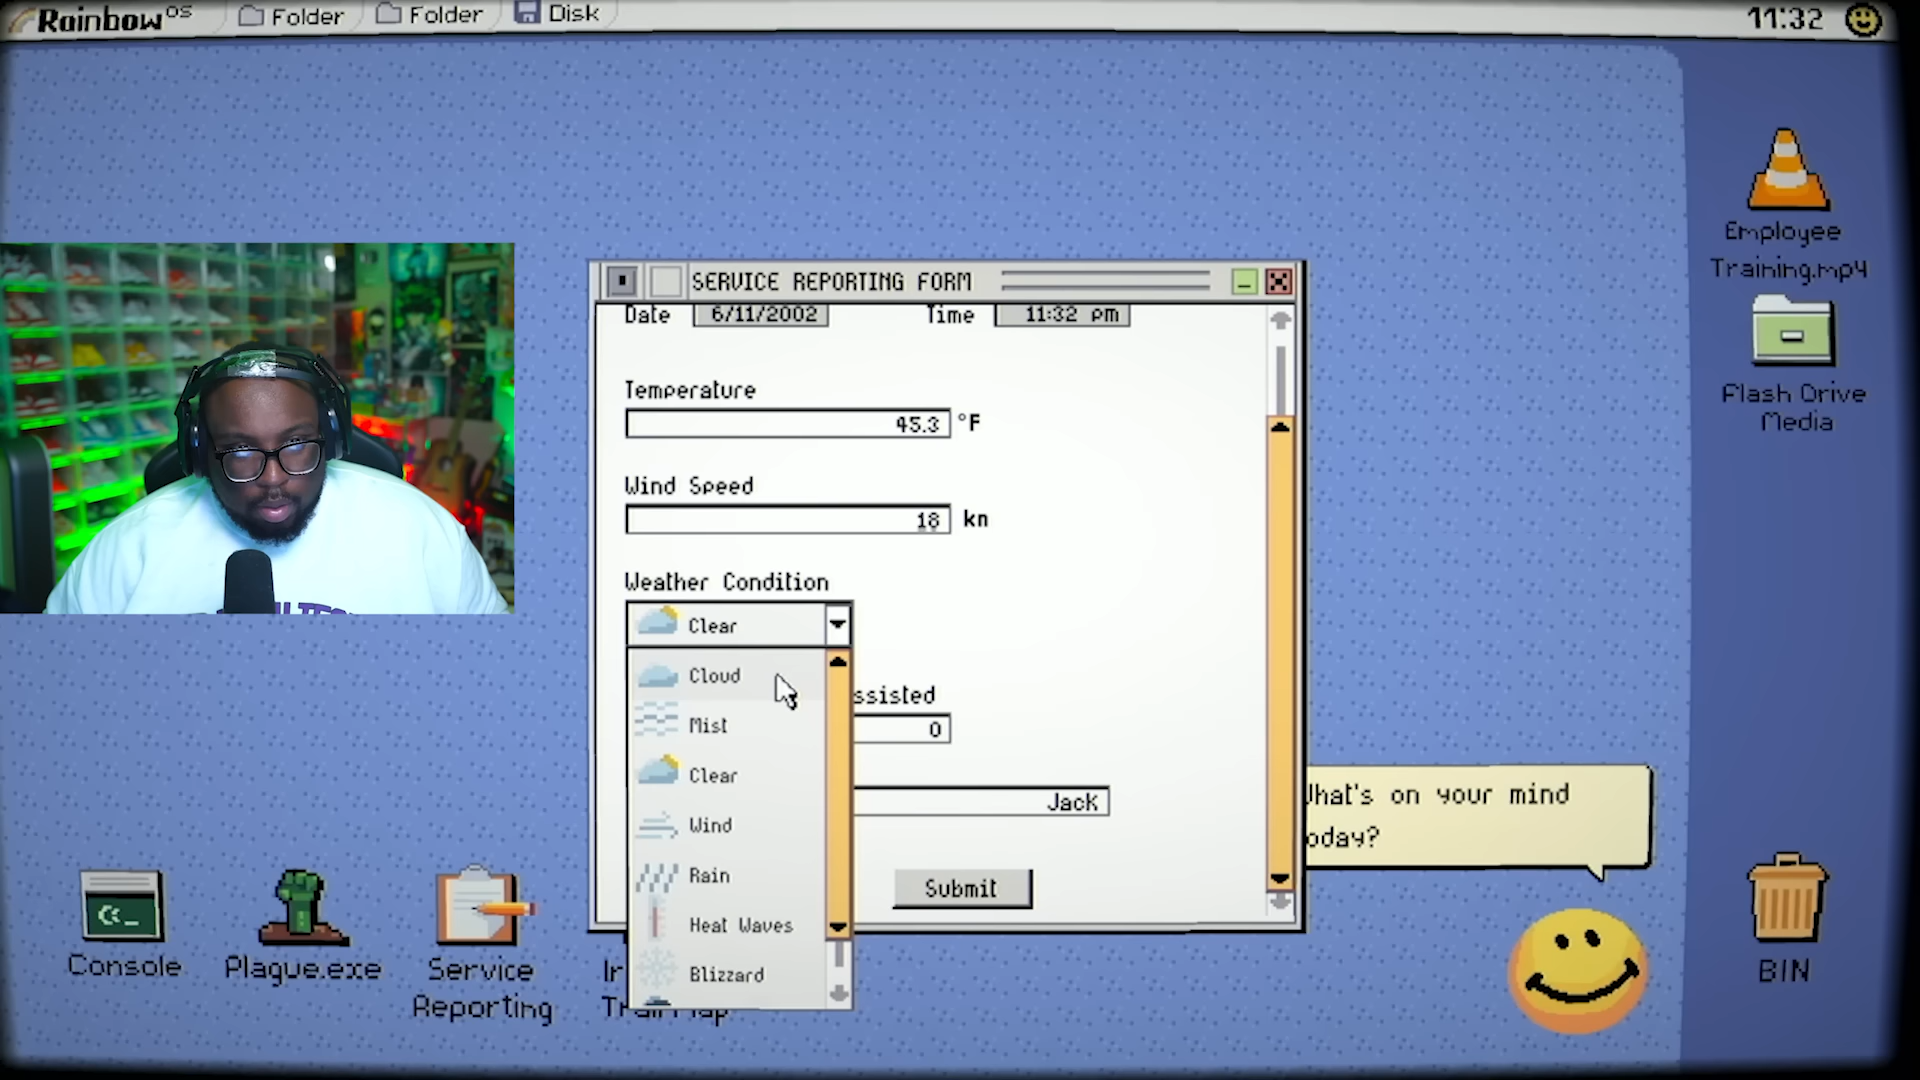 RainbowOS
Folder
Folder
Disk
11:32
Employee
Training.mp4
Flash Drive
Media
SERVICE REPORTING FORM
Date 6/11/2002 Time 11:32 pm
Temperature
45.3 °F
Wind Speed
18 kn
Weather Condition
Clear
Cloud
Mist
Clear
Wind
Rain
Heat Waves
Blizzard
ssisted
0
Jack
Submit
hat's on your mind
oday?
Console
Plague.exe
Service
Reporting
BIN